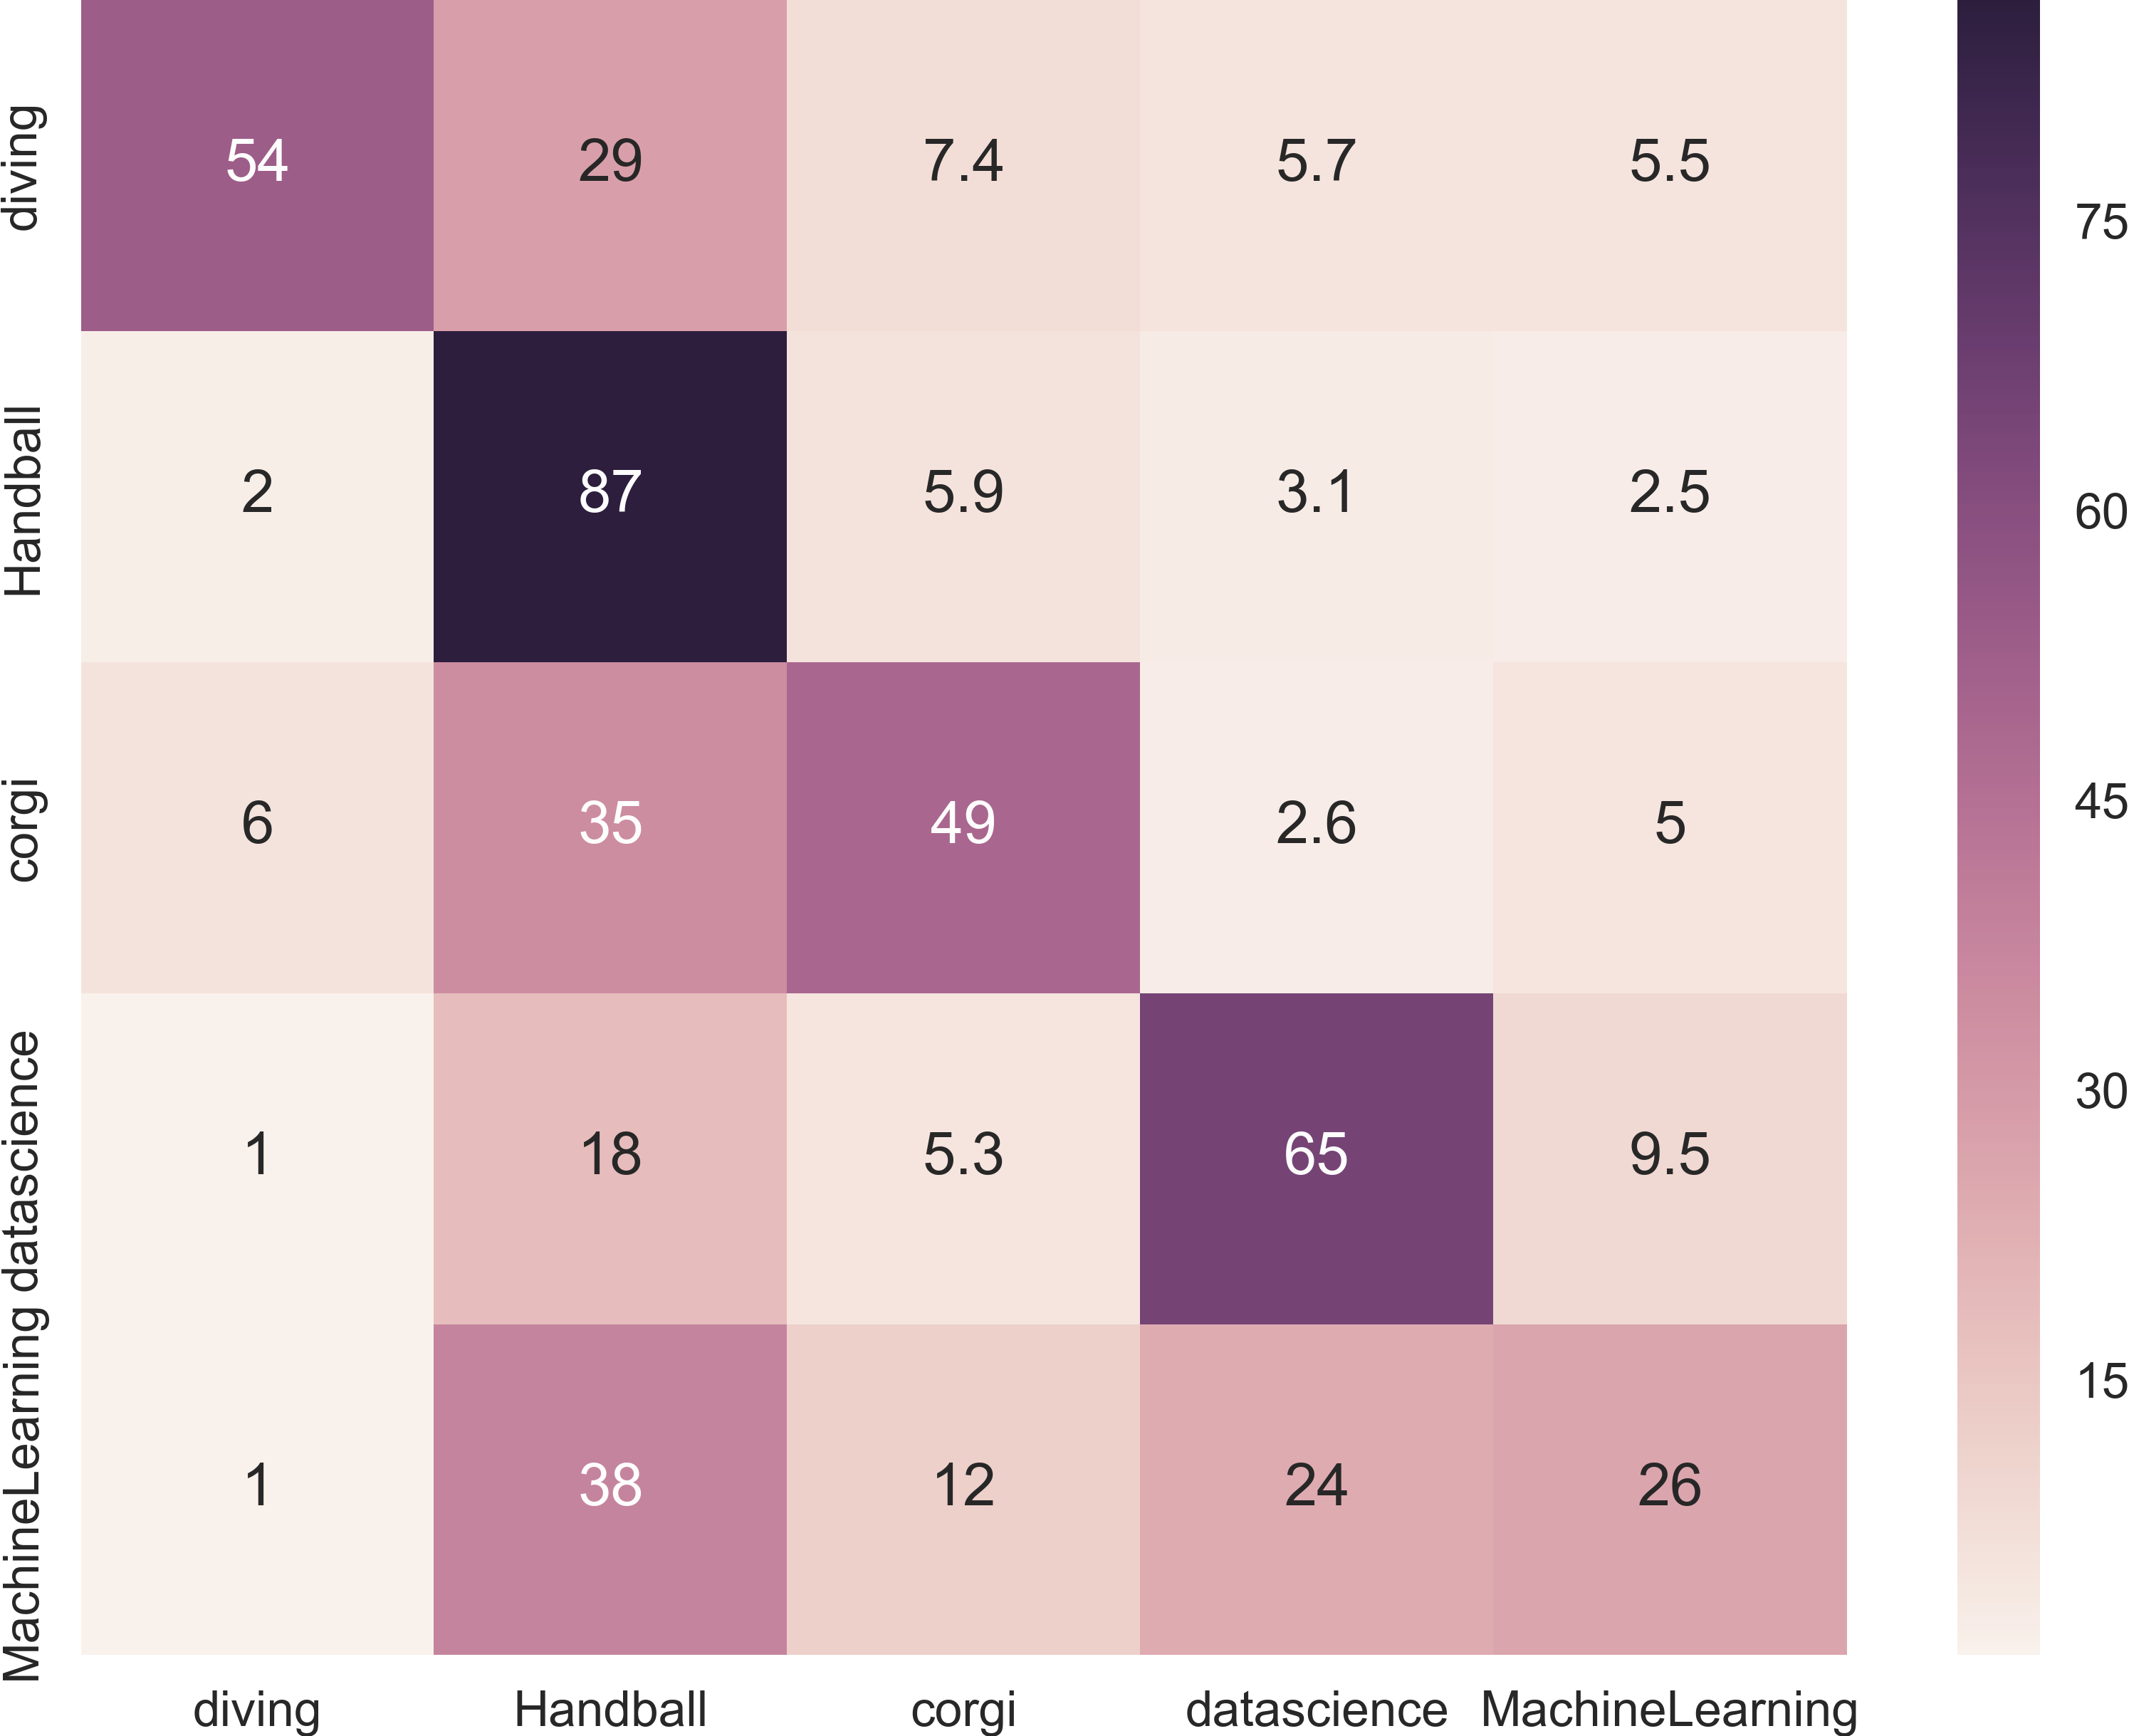 diving 54 29 7.4 5.7 5.5
75
Handball 2 87 5.9 3.1 2.5
60
corgi 6 35 49 2.6 5
45
datascience 1 18 5.3 65 9.5
30
MachineLearning 1 38 12 24 26
15
diving Handball corgi datascience MachineLearning